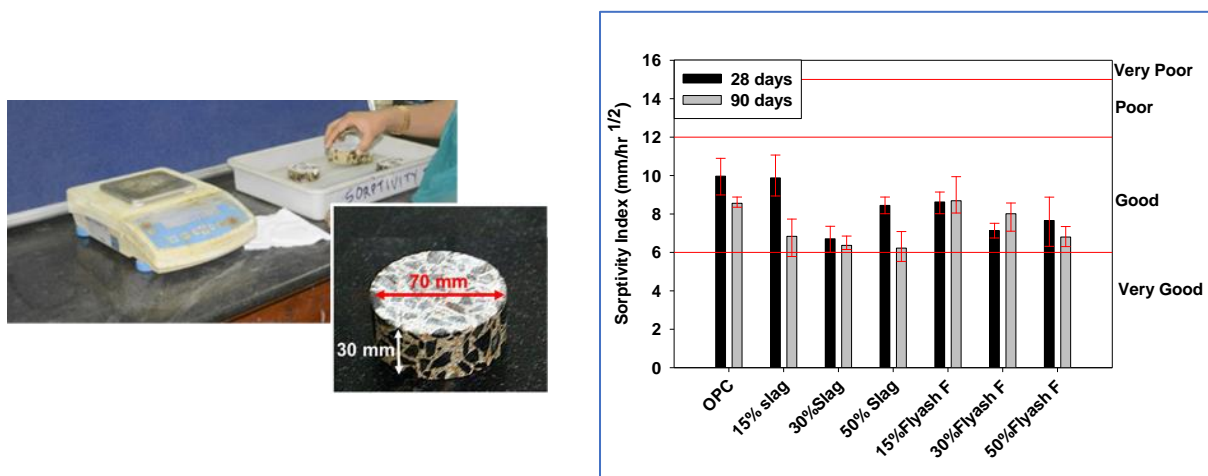 SORPTIVITY
70 mm
30 mm
Sorptivity Index (mm/hr 1/2)
16
14
12
10
8
6
4
2
0
28 days
90 days
Very Poor
Poor
Good
Very Good
OPC
15% slag
30%Slag
50% Slag
15%Flyash F
30%Flyash F
50%Flyash F